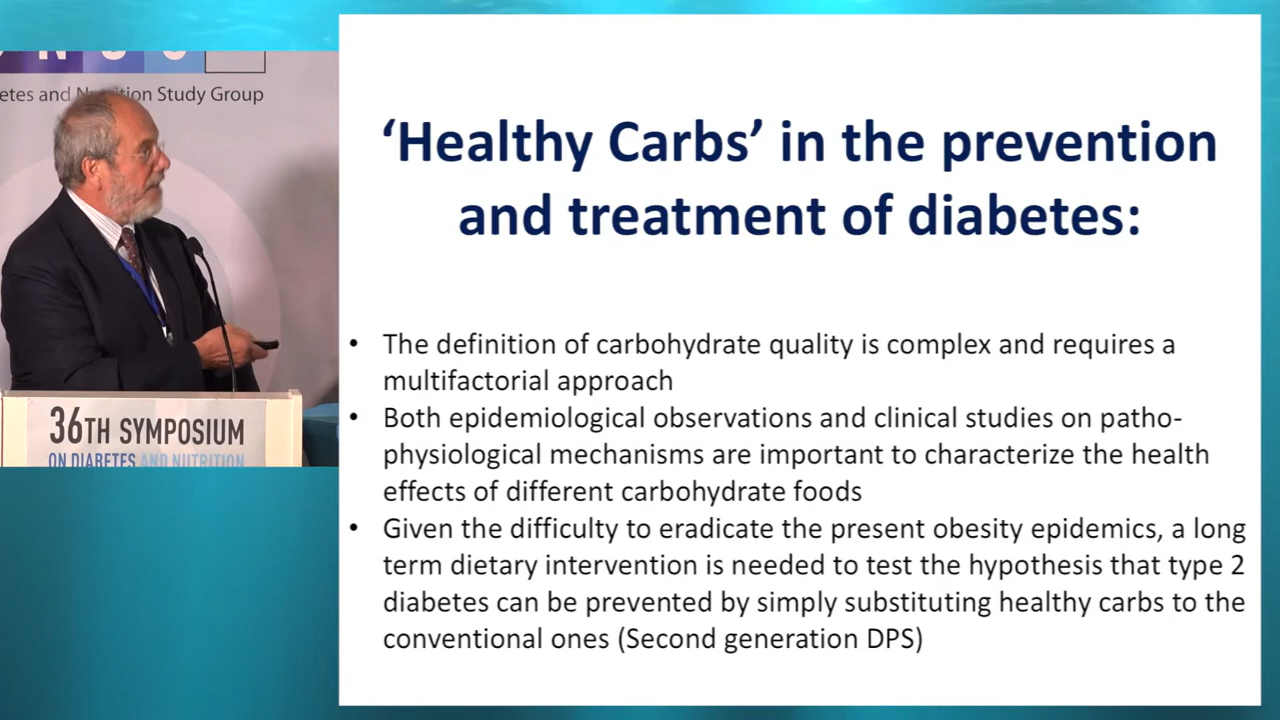 etes and Nutrition Study Group
36TH SYMPOSIUM
ON DIABETES AND NUTRITION
‘Healthy Carbs’ in the prevention
and treatment of diabetes:
• The definition of carbohydrate quality is complex and requires a
multifactorial approach
• Both epidemiological observations and clinical studies on patho-
physiological mechanisms are important to characterize the health
effects of different carbohydrate foods
• Given the difficulty to eradicate the present obesity epidemics, a long
term dietary intervention is needed to test the hypothesis that type 2
diabetes can be prevented by simply substituting healthy carbs to the
conventional ones (Second generation DPS)